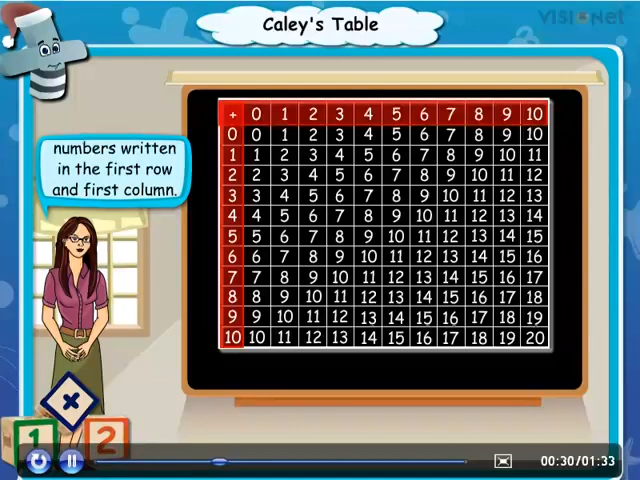 Caley's Table
VISIONET
numbers written
in the first row
and first column.
+ 0 1 2 3 4 5 6 7 8 9 10
0 0 1 2 3 4 5 6 7 8 9 10
1 1 2 3 4 5 6 7 8 9 10 11
2 2 3 4 5 6 7 8 9 10 11 12
3 3 4 5 6 7 8 9 10 11 12 13
4 4 5 6 7 8 9 10 11 12 13 14
5 5 6 7 8 9 10 11 12 13 14 15
6 6 7 8 9 10 11 12 13 14 15 16
7 7 8 9 10 11 12 13 14 15 16 17
8 8 9 10 11 12 13 14 15 16 17 18
9 9 10 11 12 13 14 15 16 17 18 19
10 10 11 12 13 14 15 16 17 18 19 20
×
1 2
00:30/01:33